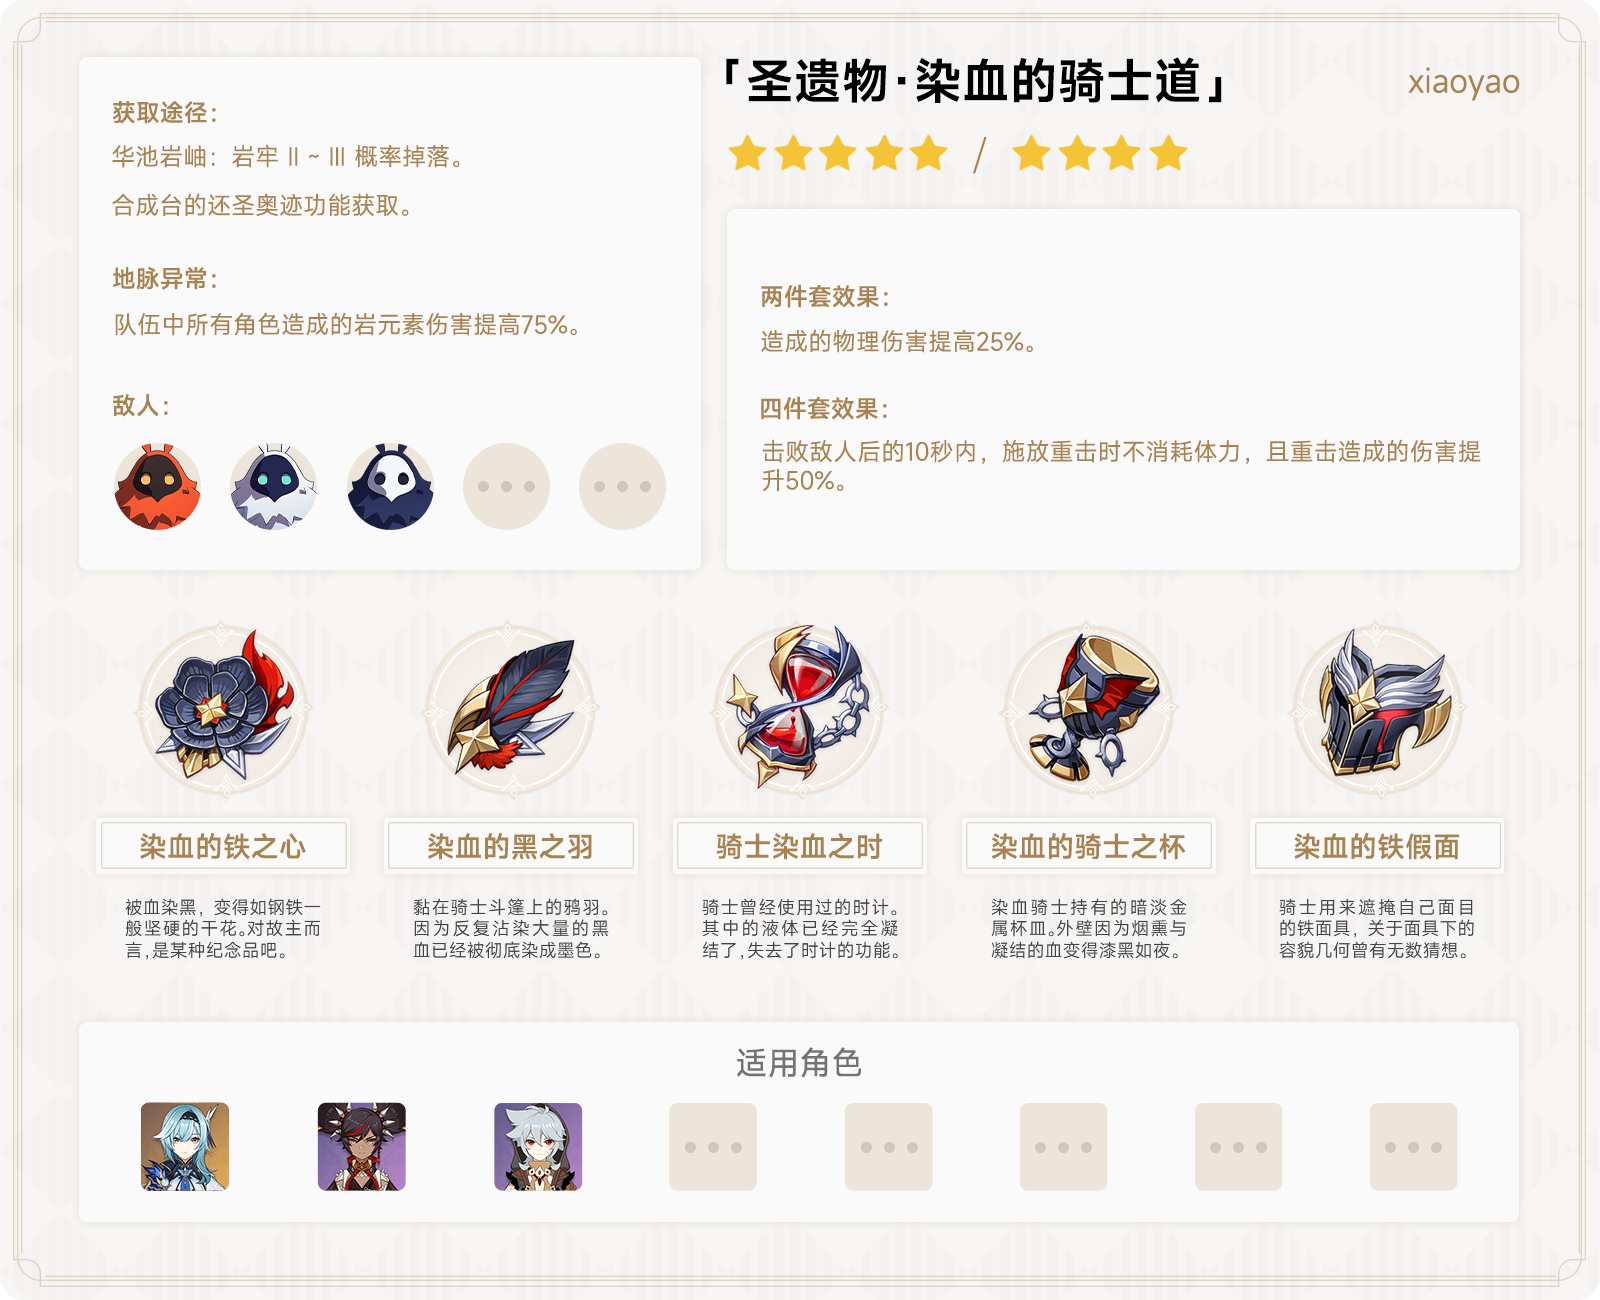 「圣遗物·染血的骑士道」
xiaoyao
获取途径：
华池岩岫：岩牢 II ~ III 概率掉落。
合成台的还圣奥迹功能获取。
地脉异常：
队伍中所有角色造成的岩元素伤害提高75%。
敌人：
两件套效果：
造成的物理伤害提高25%。
四件套效果：
击败敌人后的10秒内，施放重击时不消耗体力，且重击造成的伤害提
升50%。
染血的铁之心
被血染黑，变得如钢铁一
般坚硬的干花。对故主而
言，是某种纪念品吧。
染血的黑之羽
黏在骑士斗篷上的鸦羽。
因为反复沾染大量的黑
血已经被彻底染成墨色。
骑士染血之时
骑士曾经使用过的时计。
其中的液体已经完全凝
结了，失去了时计的功能。
染血的骑士之杯
染血骑士持有的暗淡金
属杯皿。外壁因为烟熏与
凝结的血变得漆黑如夜。
染血的铁假面
骑士用来遮掩自己面目
的铁面具，关于面具下的
容貌几何曾有无数猜想。
适用角色